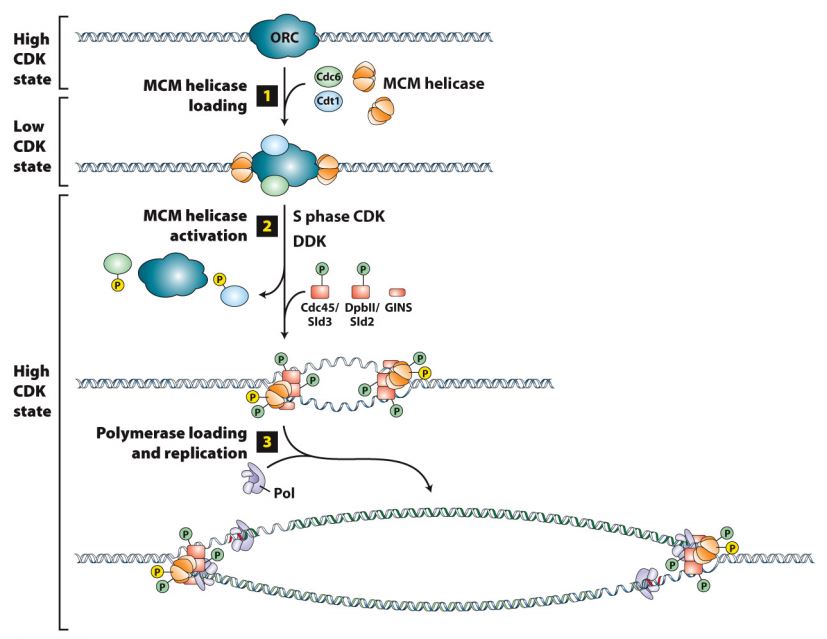 High
CDK
state
ORC
MCM helicase
loading
1
Cdc6
Cdt1
MCM helicase
Low
CDK
state
MCM helicase
activation
2
S phase CDK
DDK
P
P
P
P
Cdc45/
Sld3
DpbII/
Sld2
GINS
High
CDK
state
P
P
P
P
P
P
P
P
Polymerase loading
and replication
3
Pol
P
P
P
P
P
P
P
P